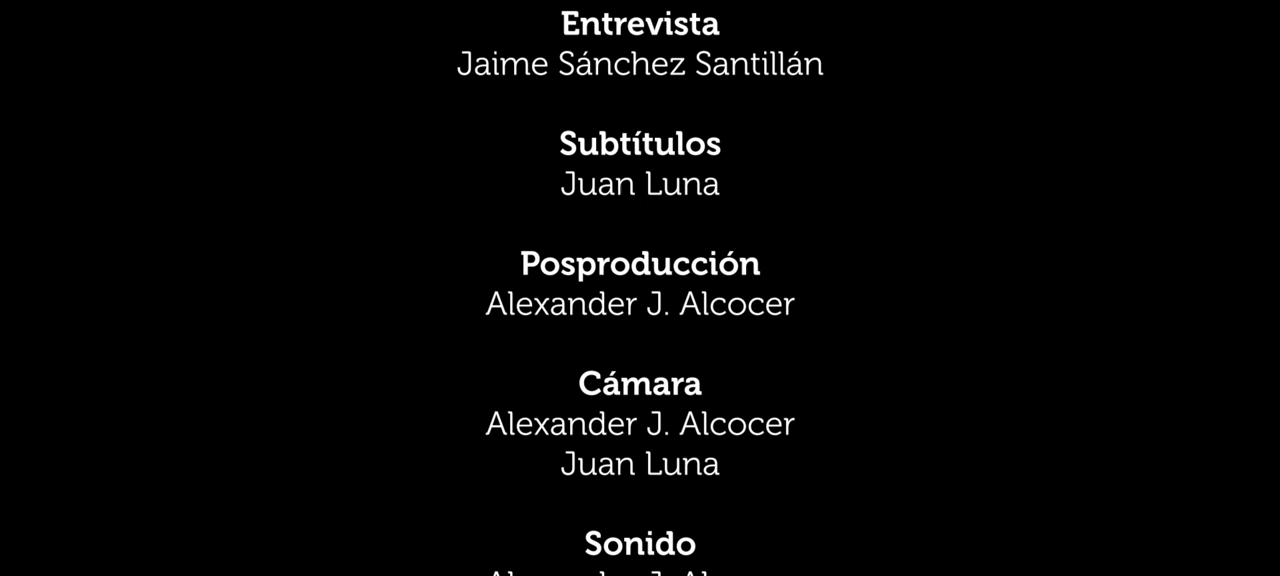 Entrevista
Jaime Sánchez Santillán
Subtítulos
Juan Luna
Posproducción
Alexander J. Alcocer
Cámara
Alexander J. Alcocer
Juan Luna
Sonido